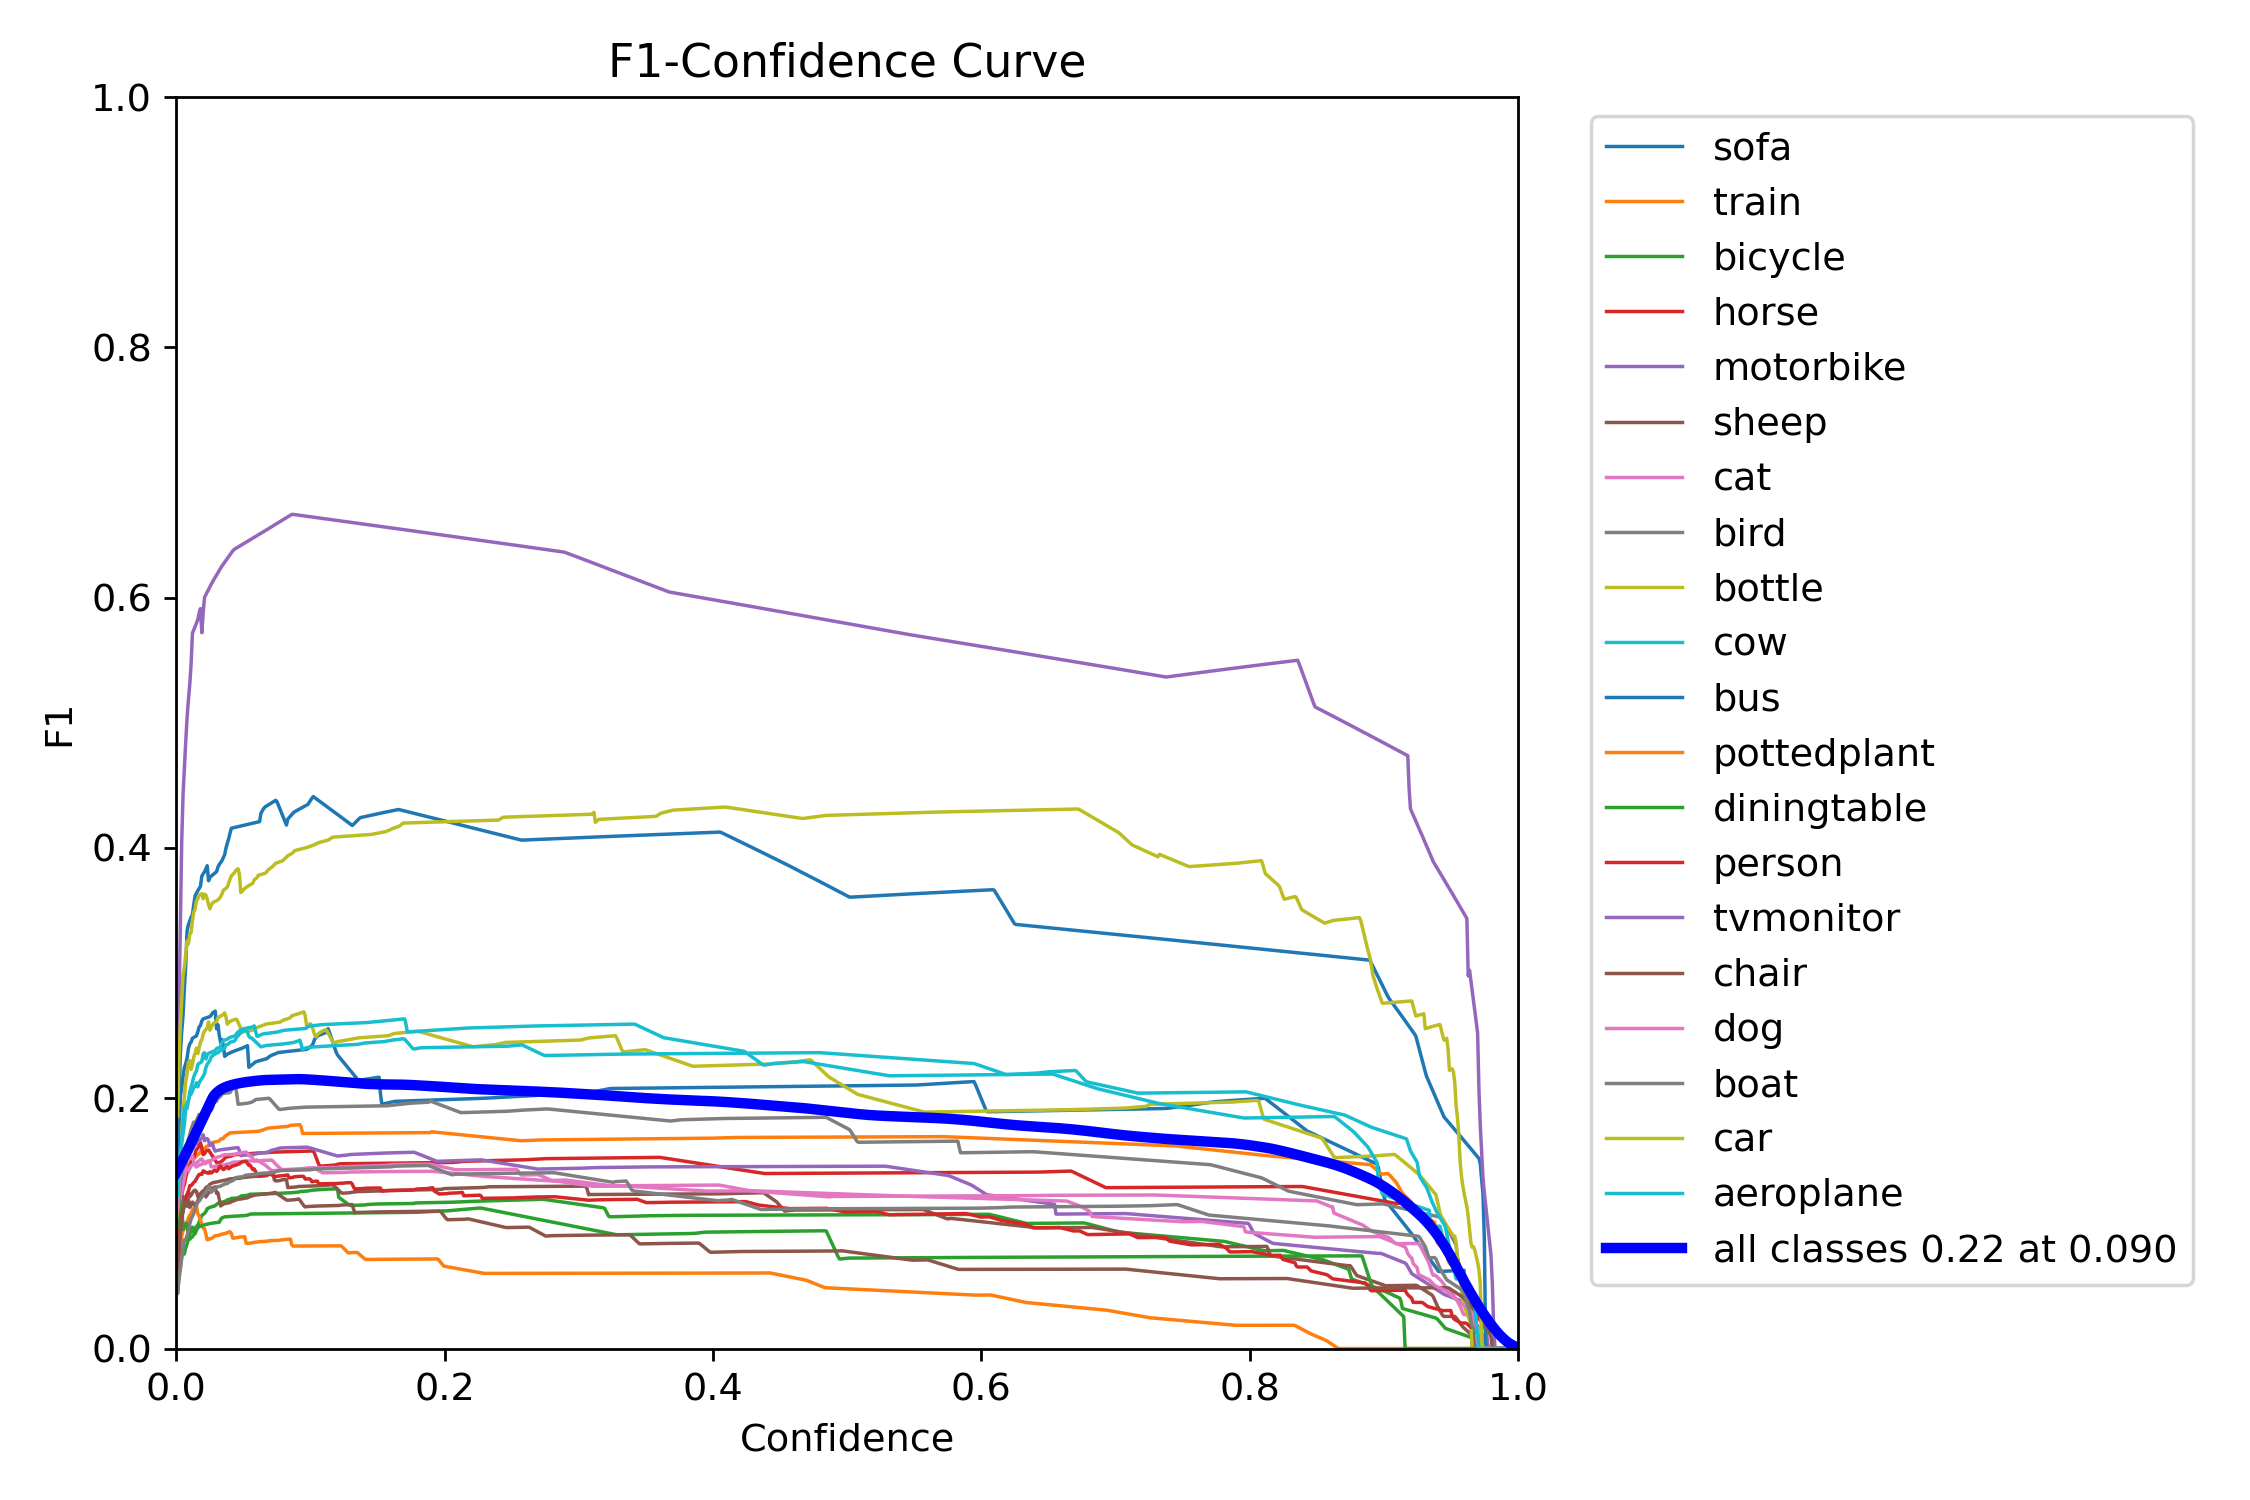 F1-Confidence Curve
1.0
0.8
0.6
0.4
0.2
0.0
F1
0.0 0.2 0.4 0.6 0.8 1.0
Confidence
sofa
train
bicycle
horse
motorbike
sheep
cat
bird
bottle
cow
bus
pottedplant
diningtable
person
tvmonitor
chair
dog
boat
car
aeroplane
all classes 0.22 at 0.090